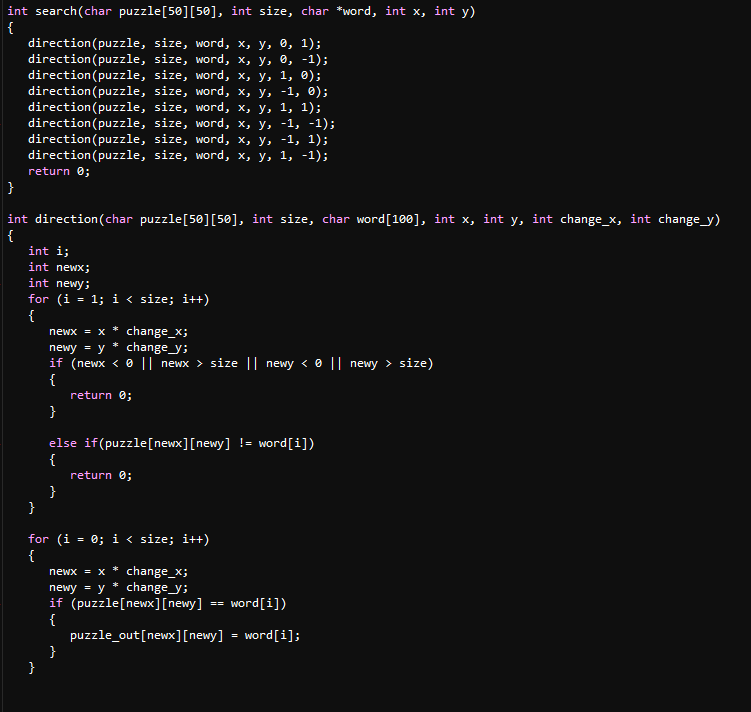 int search(char puzzle[50][50], int size, char *word, int x, int y)
{
direction(puzzle, size, word, x, y, 0, 1);
direction(puzzle, size, word, x, y, 0, -1);
direction(puzzle, size, word, x, y, 1, 0);
direction(puzzle, size, word, x, y, -1, 0);
direction(puzzle, size, word, x, y, 1, 1);
direction(puzzle, size, word, x, y, -1, -1);
direction(puzzle, size, word, x, y, -1, 1);
direction(puzzle, size, word, x, y, 1, -1);
return 0;
}
int direction(char puzzle[50][50], int size, char word[100], int x, int y, int change_x, int change_y)
{
int i;
int newx;
int newy;
for (i = 1; i < size; i++)
{
newx = x * change_x;
newy = y * change_y;
if (newx < 0 || newx > size || newy < 0 || newy > size)
{
return 0;
}
else if(puzzle[newx][newy] != word[i])
{
return 0;
}
}
for (i = 0; i < size; i++)
{
newx = x * change_x;
newy = y * change_y;
if (puzzle[newx][newy] == word[i])
{
puzzle_out[newx][newy] = word[i];
}
}